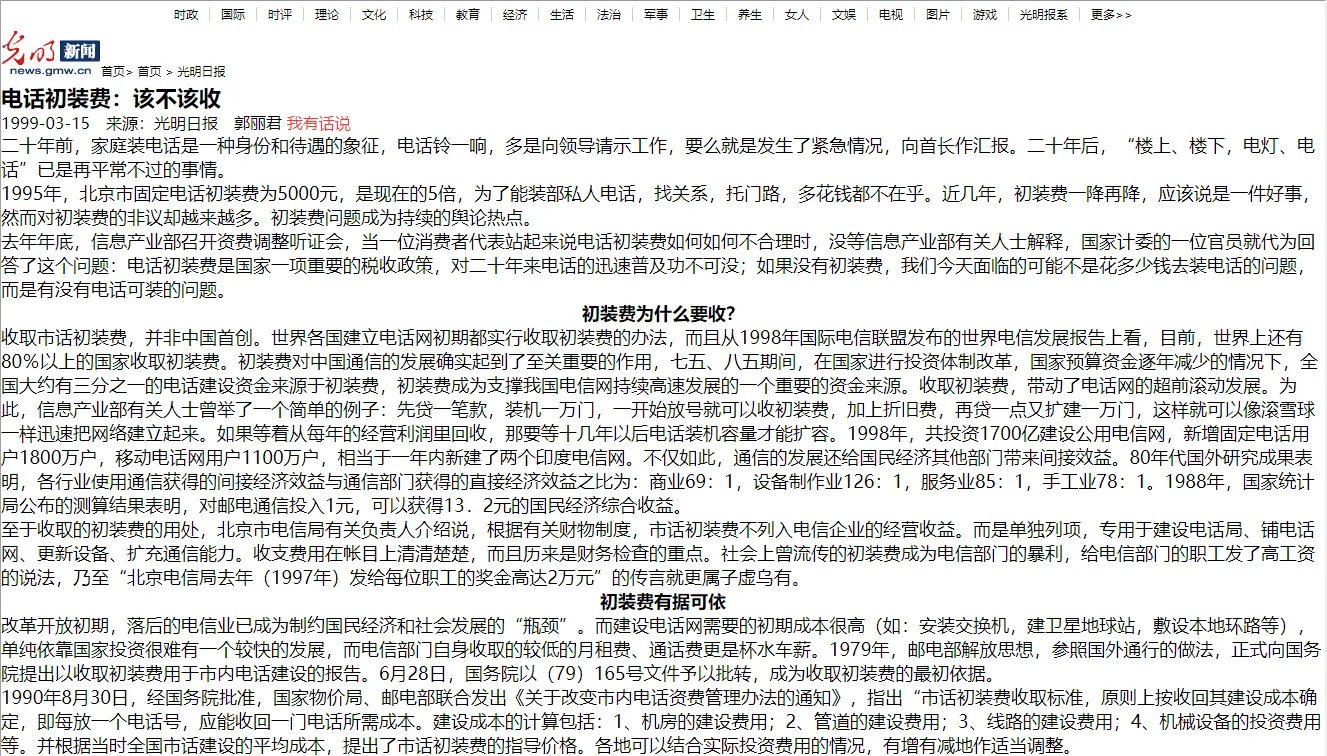 时政 国际 时评 理论 文化 科技 教育 经济 生活 法治 军事 卫生 养生 女人 文娱 电视 图片 游戏 光明报系 更多>>
光明 新闻
news.gmw.cn 首页> 首页 > 光明日报
电话初装费：该不该收
1999-03-15 来源：光明日报 郭丽君 我有话说
二十年前，家庭装电话是一种身份和待遇的象征，电话铃一响，多是向领导请示工作，要么就是发生了紧急情况，向首长作汇报。二十年后，“楼上、楼下，电灯、电
话”已是再平常不过的事情。
1995年，北京市固定电话初装费为5000元，是现在的5倍，为了能装部私人电话，找关系，托门路，多花钱都不在乎。近几年，初装费一降再降，应该说是一件好事，
然而对初装费的非议却越来越多。初装费问题成为持续的舆论热点。
去年年底，信息产业部召开资费调整听证会，当一位消费者代表站起来说电话初装费如何如何不合理时，没等信息产业部有关人士解释，国家计委的一位官员就代为回
答了这个问题：电话初装费是国家一项重要的税收政策，对二十年来电话的迅速普及功不可没；如果没有初装费，我们今天面临的可能不是花多少钱去装电话的问题，
而是有没有电话可装的问题。
初装费为什么要收？
收取市话初装费，并非中国首创。世界各国建立电话网初期都实行收取初装费的办法，而且从1998年国际电信联盟发布的世界电信发展报告上看，目前，世界上还有
80%以上的国家收取初装费。初装费对中国通信的发展确实起到了至关重要的作用，七五、八五期间，在国家进行投资体制改革，国家预算资金逐年减少的情况下，全
国大约有三分之一的电话建设资金来源于初装费，初装费成为支撑我国电信网持续高速发展的一个重要的资金来源。收取初装费，带动了电话网的超前滚动发展。为
此，信息产业部有关人士曾举了一个简单的例子：先贷一笔款，装机一万门，一开始放号就可以收初装费，加上折旧费，再贷一点又扩建一万门，这样就可以像滚雪球
一样迅速把网络建立起来。如果等着从每年的经营利润里回收，那要等十几年以后电话装机容量才能扩容。1998年，共投资1700亿建设公用电信网，新增固定电话用
户1800万户，移动电话网用户1100万户，相当于一年内新建了两个印度电信网。不仅如此，通信的发展还给国民经济其他部门带来间接效益。80年代国外研究成果表
明，各行业使用通信获得的间接经济效益与通信部门获得的直接经济效益之比为：商业69：1，设备制作业126：1，服务业85：1，手工业78：1。1988年，国家统计
局公布的测算结果表明，对邮电通信投入1元，可以获得13．2元的国民经济综合收益。
至于收取的初装费的用处，北京市电信局有关负责人介绍说，根据有关财物制度，市话初装费不列入电信企业的经营收益。而是单独列项，专用于建设电话局、铺电话
网、更新设备、扩充通信能力。收支费用在帐目上清清楚楚，而且历来是财务检查的重点。社会上曾流传的初装费成为电信部门的暴利，给电信部门的职工发了高工资
的说法，乃至“北京电信局去年（1997年）发给每位职工的奖金高达2万元”的传言就更属子虚乌有。
初装费有据可依
改革开放初期，落后的电信业已成为制约国民经济和社会发展的“瓶颈”。而建设电话网需要的初期成本很高（如：安装交换机，建卫星地球站，敷设本地环路等），
单纯依靠国家投资很难有一个较快的发展，而电信部门自身收取的较低的月租费、通话费更是杯水车薪。1979年，邮电部解放思想，参照国外通行的做法，正式向国务
院提出以收取初装费用于市内电话建设的报告。6月28日，国务院以（79）165号文件予以批转，成为收取初装费的最初依据。
1990年8月30日，经国务院批准，国家物价局、邮电部联合发出《关于改变市内电话资费管理办法的通知》，指出“市话初装费收取标准，原则上按收回其建设成本确
定，即每放一个电话号，应能收回一门电话所需成本。建设成本的计算包括：1、机房的建设费用；2、管道的建设费用；3、线路的建设费用；4、机械设备的投资费用
等。并根据当时全国市话建设的平均成本，提出了市话初装费的指导价格。各地可以结合实际投资费用的情况，有增有减地作适当调整。